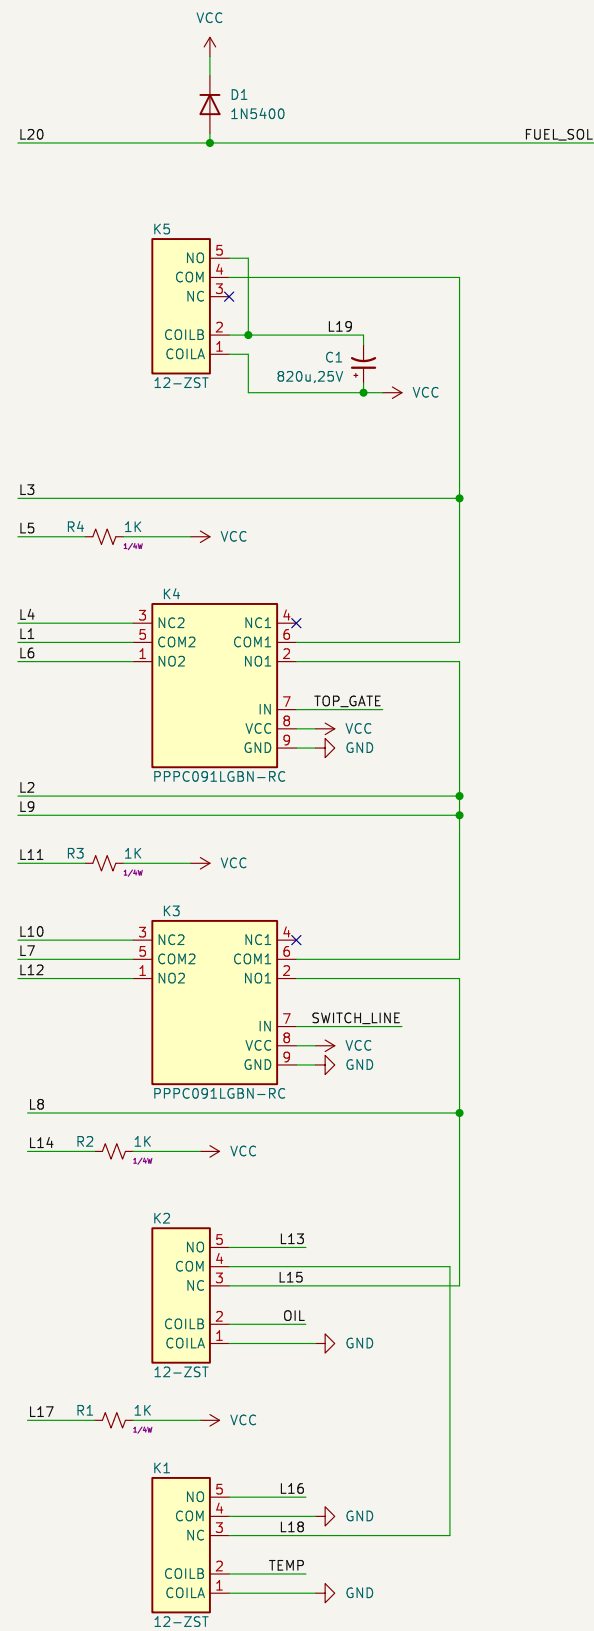 VCC
D1
1N5400
L20
FUEL_SOL
K5
NO 5
COM 4
NC 3
COILB 2
COILA 1
12-ZST
L19
C1
820u,25V
+
VCC
L3
L5 R4 1K
1/4W
VCC
K4
L4 3 NC2 NC1 4
L1 5 COM2 COM1 6
L6 1 NO2 NO1 2
IN 7 TOP_GATE
VCC 8 VCC
GND 9 GND
PPPC091LGBN-RC
L2
L9
L11 R3 1K
1/4W
VCC
K3
L10 3 NC2 NC1 4
L7 5 COM2 COM1 6
L12 1 NO2 NO1 2
IN 7 SWITCH_LINE
VCC 8 VCC
GND 9 GND
PPPC091LGBN-RC
L8
L14 R2 1K
1/4W
VCC
K2
NO 5 L13
COM 4
NC 3 L15
COILB 2 OIL
COILA 1 GND
12-ZST
L17 R1 1K
1/4W
VCC
K1
NO 5 L16
COM 4 GND
NC 3 L18
COILB 2 TEMP
COILA 1 GND
12-ZST